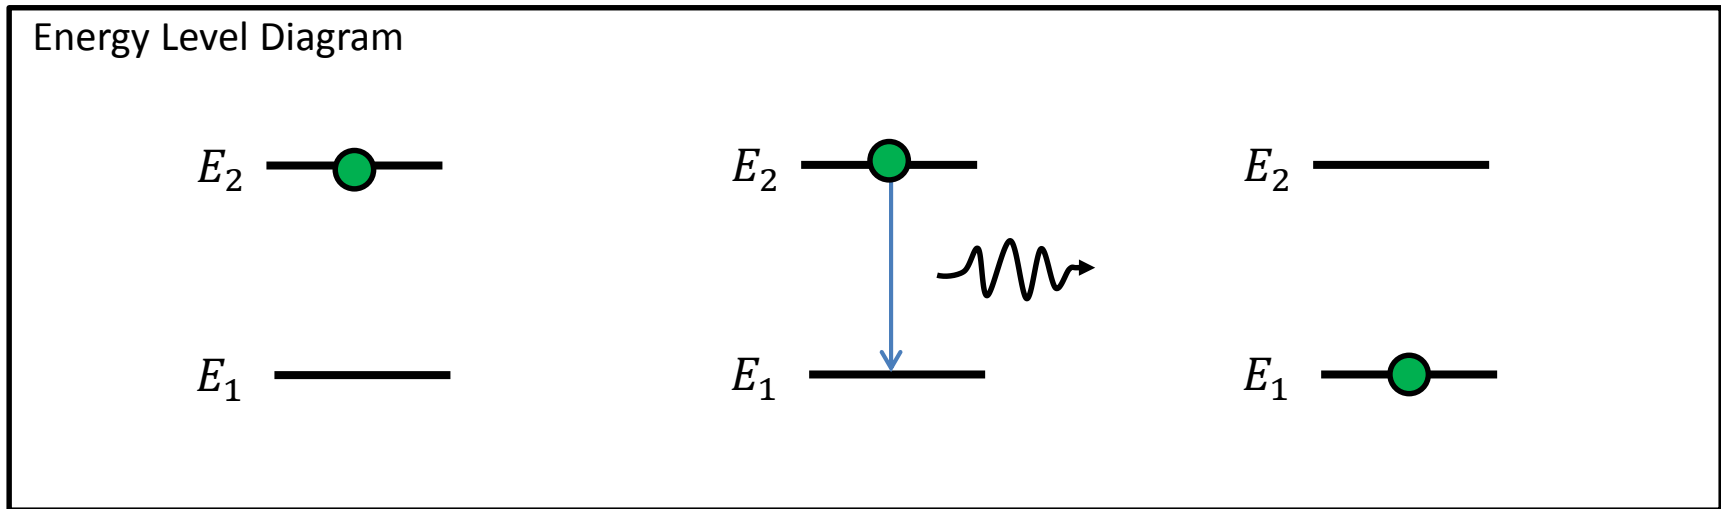 Energy Level Diagram
E₂ E₂ E₂
E₁ E₁ E₁